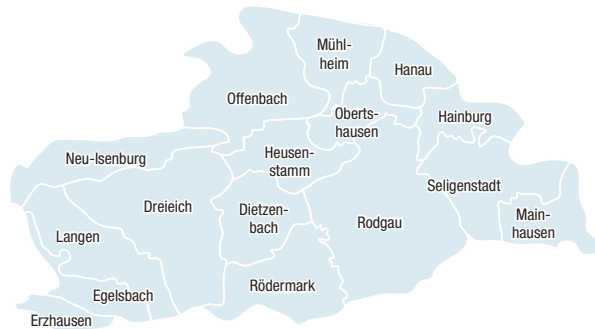 Mühl-
heim
Hanau
Offenbach
Oberts-
hausen
Hainburg
Neu-Isenburg
Heusen-
stamm
Seligenstadt
Dreieich
Dietzen-
bach
Rodgau
Main-
hausen
Langen
Rödermark
Egelsbach
Erzhausen